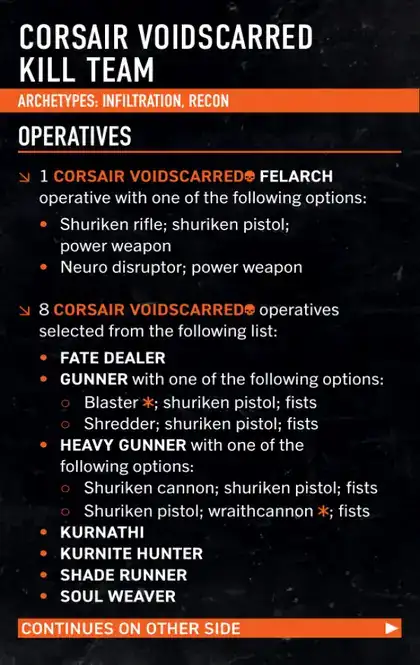 CORSAIR VOIDSCARRED
KILL TEAM
ARCHETYPES: INFILTRATION, RECON
OPERATIVES
↘ 1 CORSAIR VOIDSCARRED💀 FELARCH
operative with one of the following options:
• Shuriken rifle; shuriken pistol;
power weapon
• Neuro disruptor; power weapon
↘ 8 CORSAIR VOIDSCARRED💀 operatives
selected from the following list:
• FATE DEALER
• GUNNER with one of the following options:
○ Blaster *; shuriken pistol; fists
○ Shredder; shuriken pistol; fists
• HEAVY GUNNER with one of the
following options:
○ Shuriken cannon; shuriken pistol; fists
○ Shuriken pistol; wraithcannon *; fists
• KURNATHI
• KURNITE HUNTER
• SHADE RUNNER
• SOUL WEAVER
CONTINUES ON OTHER SIDE ▶